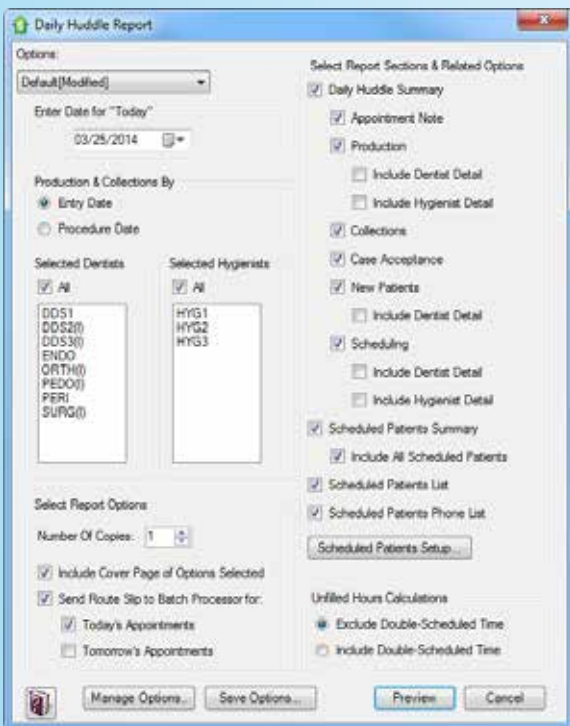 Daily Huddle Report
Options:
Default[Modified]
Enter Date for "Today"
03/25/2014
Production & Collections By
Entry Date
Procedure Date
Selected Dentists
All
DDS1
DDS2(I)
DDS3(I)
ENDO
ORTH(I)
PEDO(I)
PERI
SURG(I)
Selected Hygienists
All
HYG1
HYG2
HYG3
Select Report Options
Number Of Copies: 1
Include Cover Page of Options Selected
Send Route Slip to Batch Processor for:
Today's Appointments
Tomorrow's Appointments
Select Report Sections & Related Options
Daily Huddle Summary
Appointment Note
Production
Include Dentist Detail
Include Hygienist Detail
Collections
Case Acceptance
New Patients
Include Dentist Detail
Scheduling
Include Dentist Detail
Include Hygienist Detail
Scheduled Patients Summary
Include All Scheduled Patients
Scheduled Patients List
Scheduled Patients Phone List
Scheduled Patients Setup...
Unfilled Hours Calculations
Exclude Double-Scheduled Time
Include Double-Scheduled Time
Manage Options... Save Options... Preview Cancel